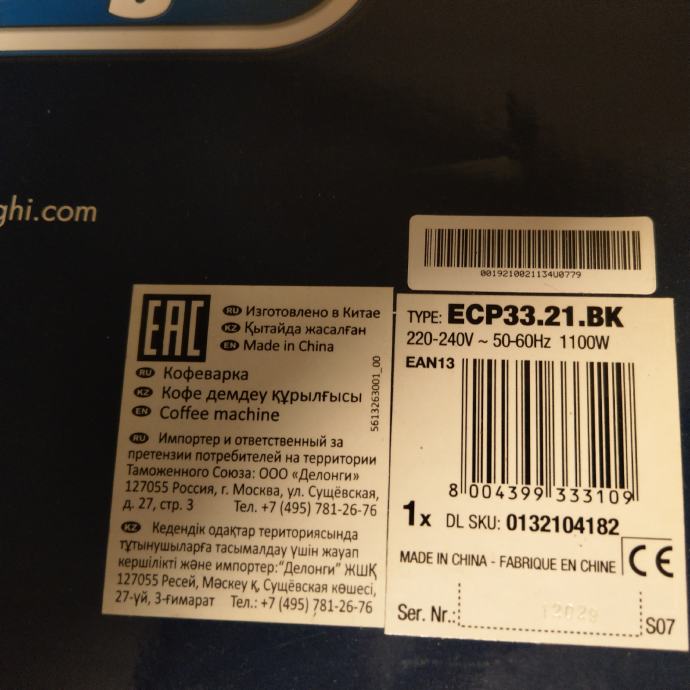 ghi.com
0019210021134U0779
EAC
RU Изготовлено в Китае
KZ Қытайда жасалған
EN Made in China
RU Кофеварка
KZ Кофе демдеу құрылғысы
EN Coffee machine
5613263001_00
RU Импортер и ответственный за
претензии потребителей на территории
Таможенного Союза: ООО «Делонги»
127055 Россия, г. Москва, ул. Сущёвская,
д. 27, стр. 3 Тел. +7 (495) 781-26-76
KZ Кедендік одақтар териториясында
тұтынушыларға тасымалдау үшін жауап
кершілікті және импортер:"Делонги" ЖШҚ
127055 Ресей, Мәскеу қ, Сущёвская көшесі,
27-үй, 3-ғимарат Тел.: +7 (495) 781-26-76
TYPE: ECP33.21.BK
220-240V ~ 50-60Hz 1100W
EAN13
8 004399 333109
1x DL SKU: 0132104182
MADE IN CHINA - FABRIQUE EN CHINE CE
Ser. Nr.: S07